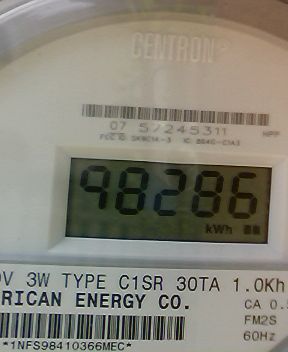 CENTRON
07 57245311
HPP
98286
kWh
0V 3W TYPE C1SR 30TA 1.0Kh
RICAN ENERGY CO.
CA 0.5
FM2S
*1NFS98410366MEC*
60Hz